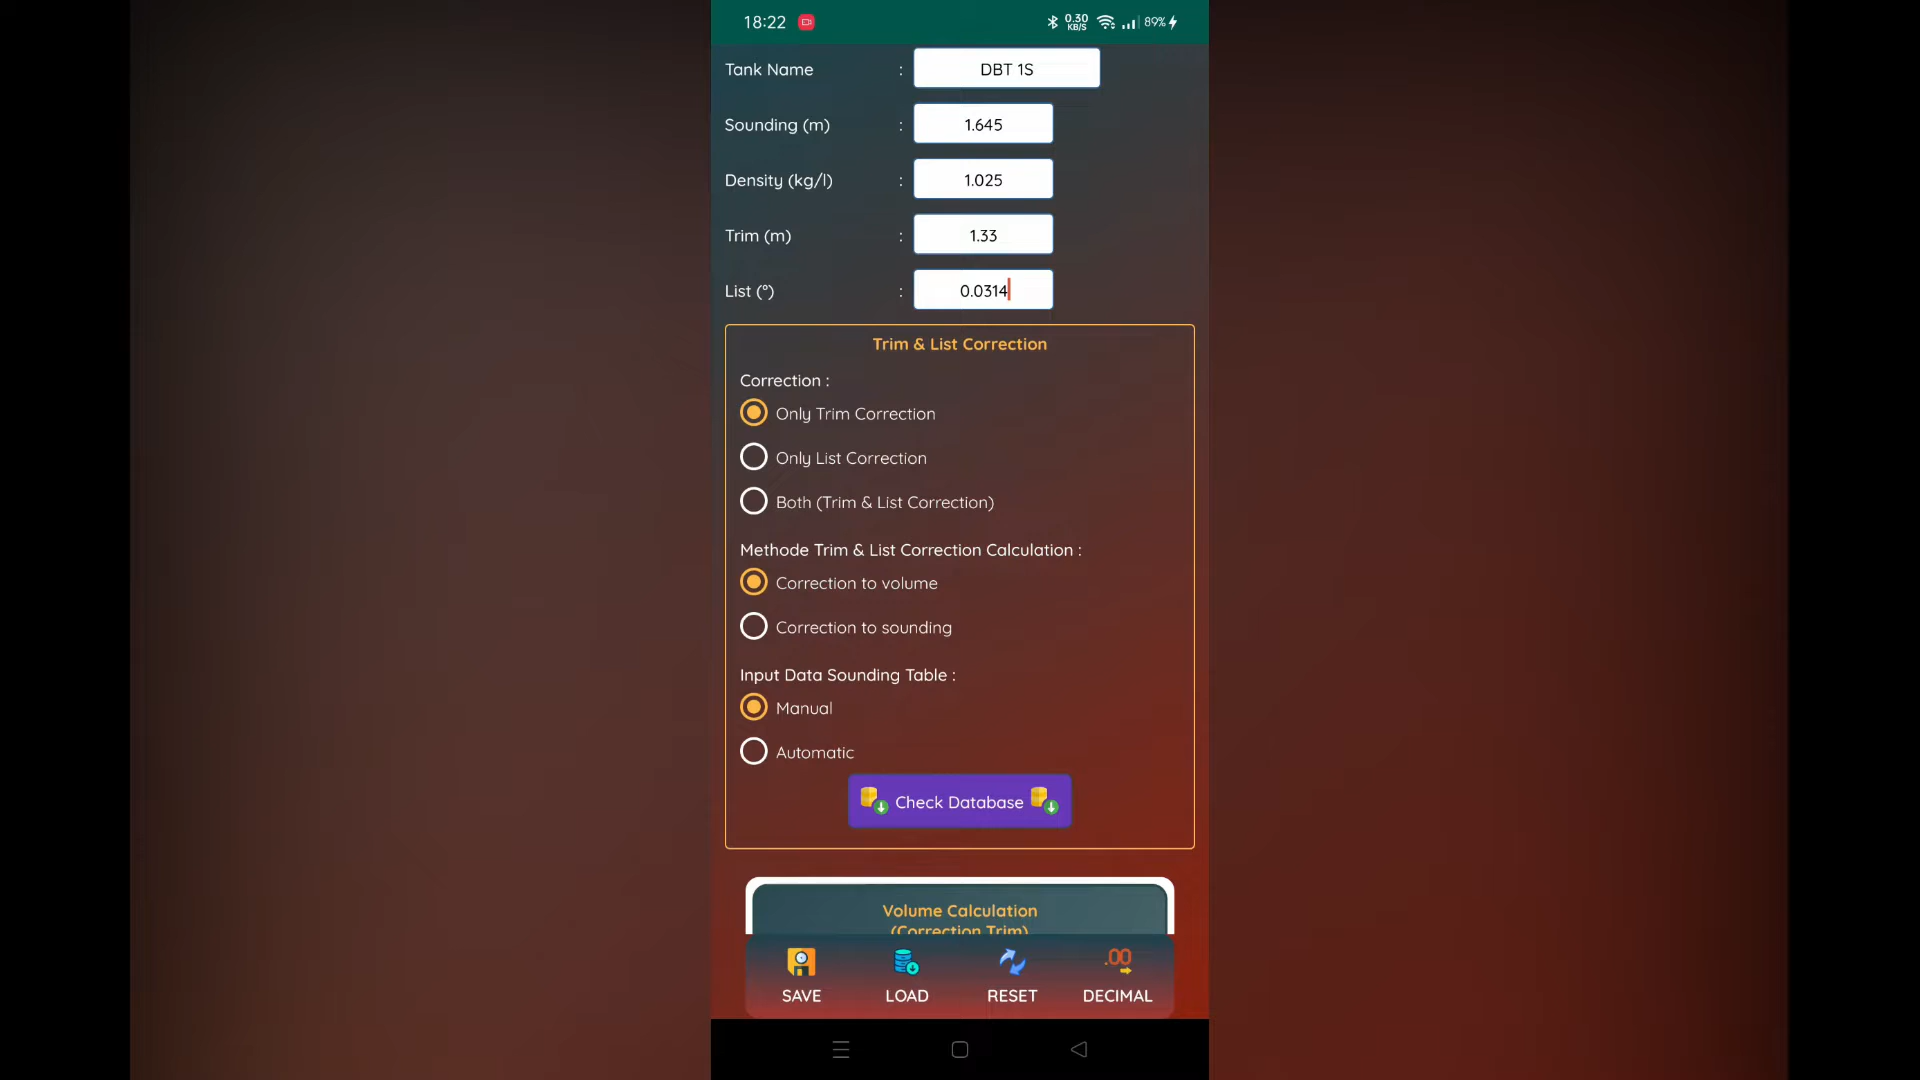 18:22 0.30 KB/S 89%
Tank Name : DBT 1S
Sounding (m) : 1.645
Density (kg/l) : 1.025
Trim (m) : 1.33
List (°) : 0.0314
Trim & List Correction
Correction :
Only Trim Correction
Only List Correction
Both (Trim & List Correction)
Methode Trim & List Correction Calculation :
Correction to volume
Correction to sounding
Input Data Sounding Table :
Manual
Automatic
Check Database
Volume Calculation
(Correction Trim)
.00
SAVE LOAD RESET DECIMAL